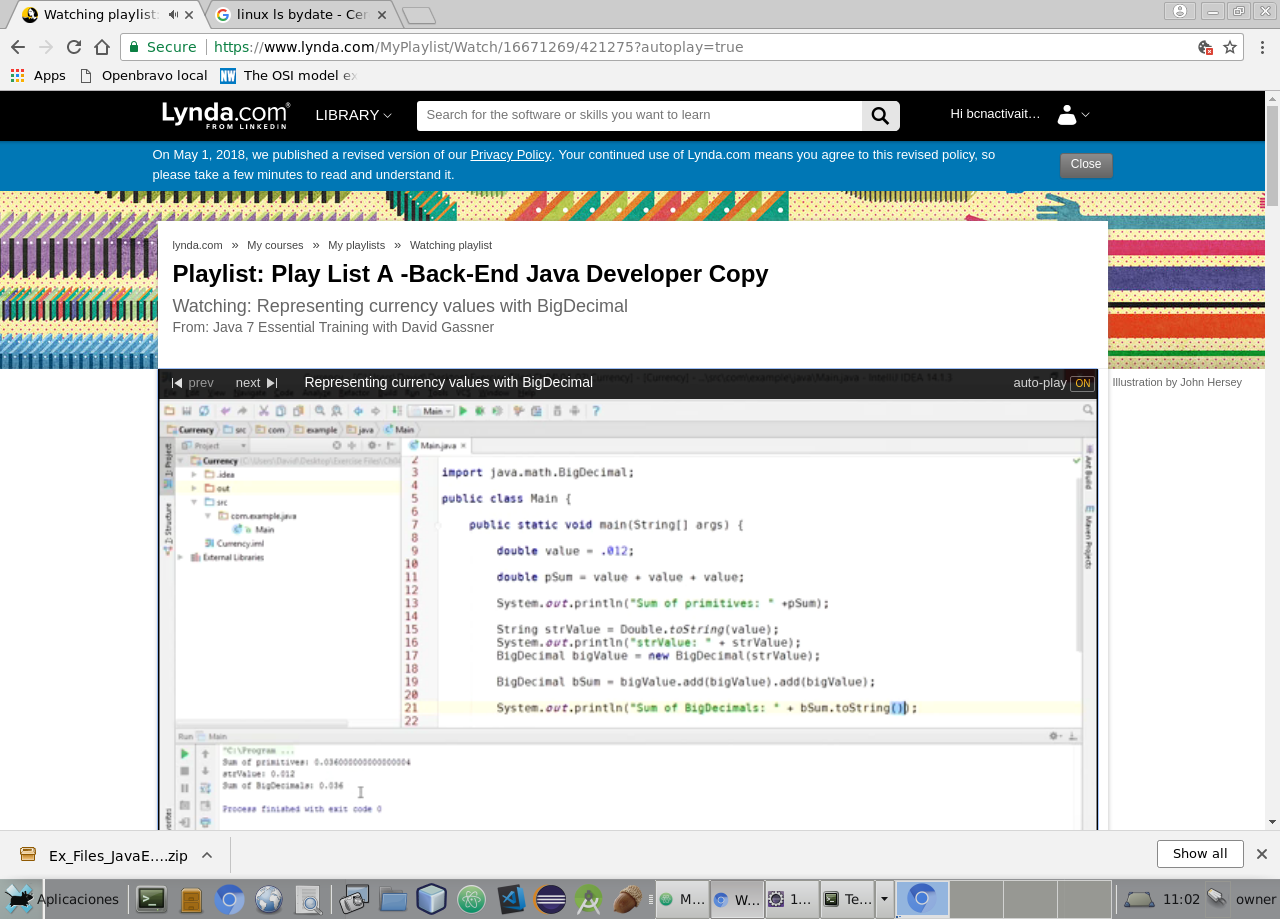 Watching playlist:
linux ls bydate - Cer
Secure https://www.lynda.com/MyPlaylist/Watch/16671269/421275?autoplay=true
Apps Openbravo local NW The OSI model ex
Lynda.com
FROM LINKEDIN
LIBRARY
Search for the software or skills you want to learn
Hi bcnactivait…
On May 1, 2018, we published a revised version of our Privacy Policy. Your continued use of Lynda.com means you agree to this revised policy, so
please take a few minutes to read and understand it.
Close
lynda.com » My courses » My playlists » Watching playlist
Playlist: Play List A -Back-End Java Developer Copy
Watching: Representing currency values with BigDecimal
From: Java 7 Essential Training with David Gassner
prev next Representing currency values with BigDecimal auto-play ON
Illustration by John Hersey
Main
Currency src com example java Main
Project
Main.java
1: Project
Structure
Currency
.idea
out
src
com.example.java
Main
Currency.iml
External Libraries
Ant Build
Maven Projects
2
3 import java.math.BigDecimal;
4
5 public class Main {
6
7 public static void main(String[] args) {
8
9 double value = .012;
10
11 double pSum = value + value + value;
12
13 System.out.println("Sum of primitives: " +pSum);
14
15 String strValue = Double.toString(value);
16 System.out.println("strValue: " + strValue);
17 BigDecimal bigValue = new BigDecimal(strValue);
18
19 BigDecimal bSum = bigValue.add(bigValue).add(bigValue);
20
21 System.out.println("Sum of BigDecimals: " + bSum.toString());
22
Run Main
"C:\Program ...
Sum of primitives: 0.036000000000000004
strValue: 0.012
Sum of BigDecimals: 0.036
Process finished with exit code 0
Ex_Files_JavaE….zip
Show all
Aplicaciones
M... W... 1... Te...
11:02 owner